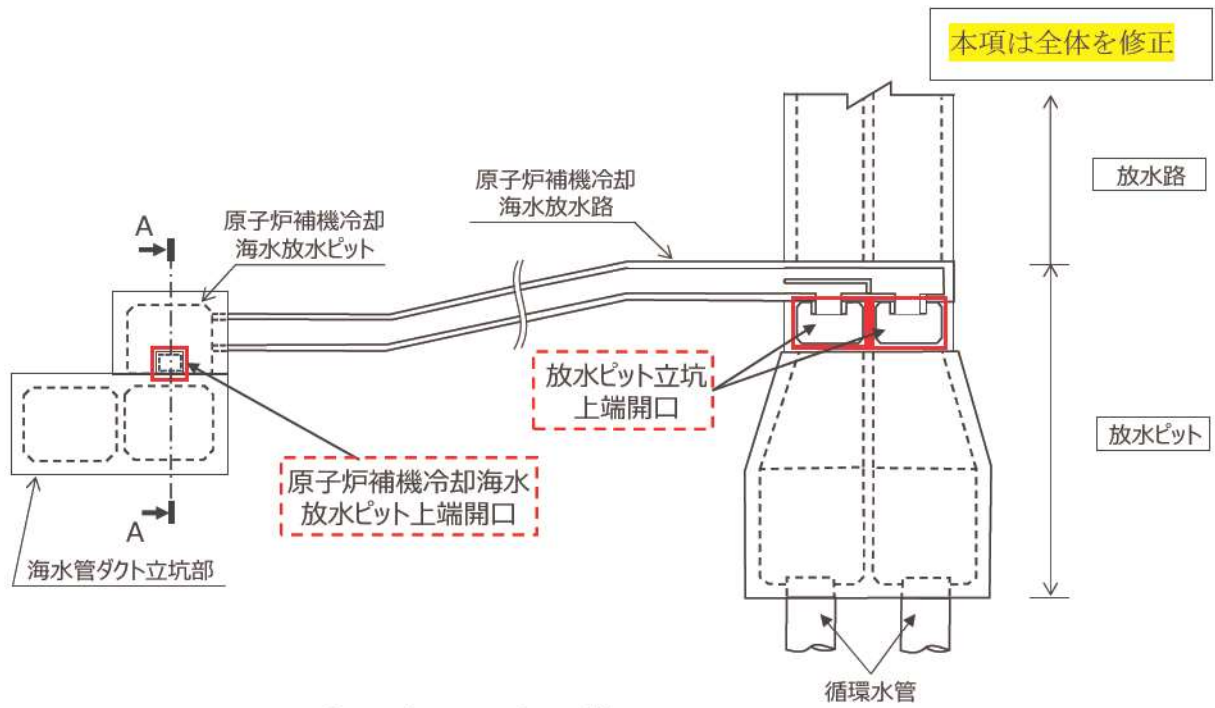 本項は全体を修正
放水路
原子炉補機冷却
海水放水路
原子炉補機冷却
海水放水ピット
A
放水ピット立坑
上端開口
放水ピット
原子炉補機冷却海水
放水ピット上端開口
A
海水管ダクト立坑部
循環水管